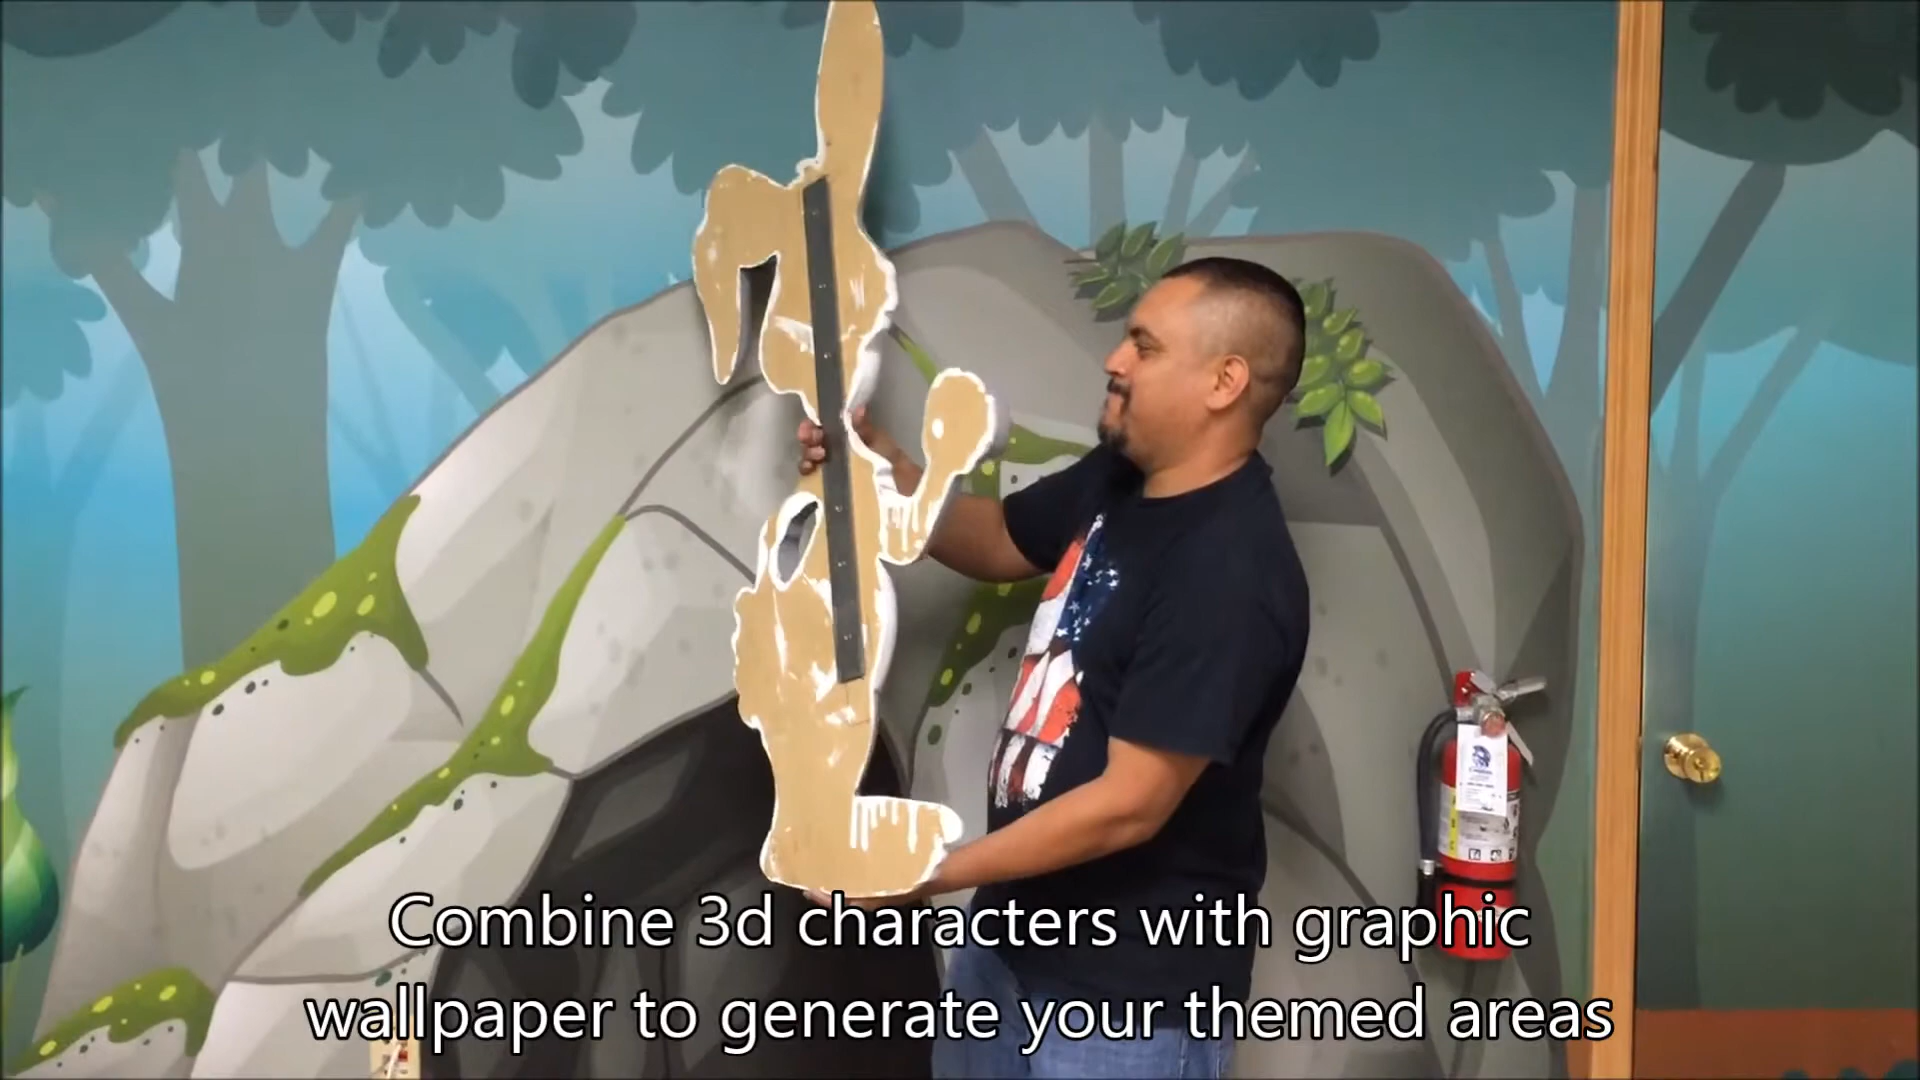 Combine 3d characters with graphic
wallpaper to generate your themed areas